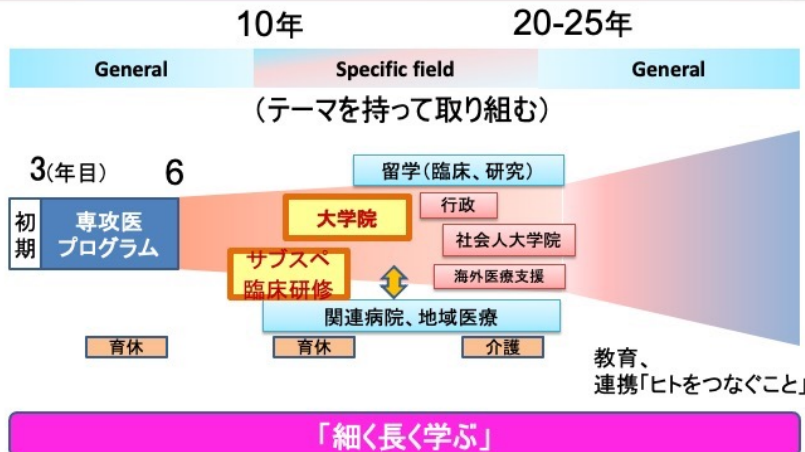 10年
20-25年
General
Specific field
General
(テーマを持って取り組む)
3(年目)
6
初期
専攻医
プログラム
留学(臨床、研究)
大学院
行政
社会人大学院
サブスペ
臨床研修
海外医療支援
関連病院、地域医療
育休
育休
介護
教育、
連携「ヒトをつなぐこと」
「細く長く学ぶ」